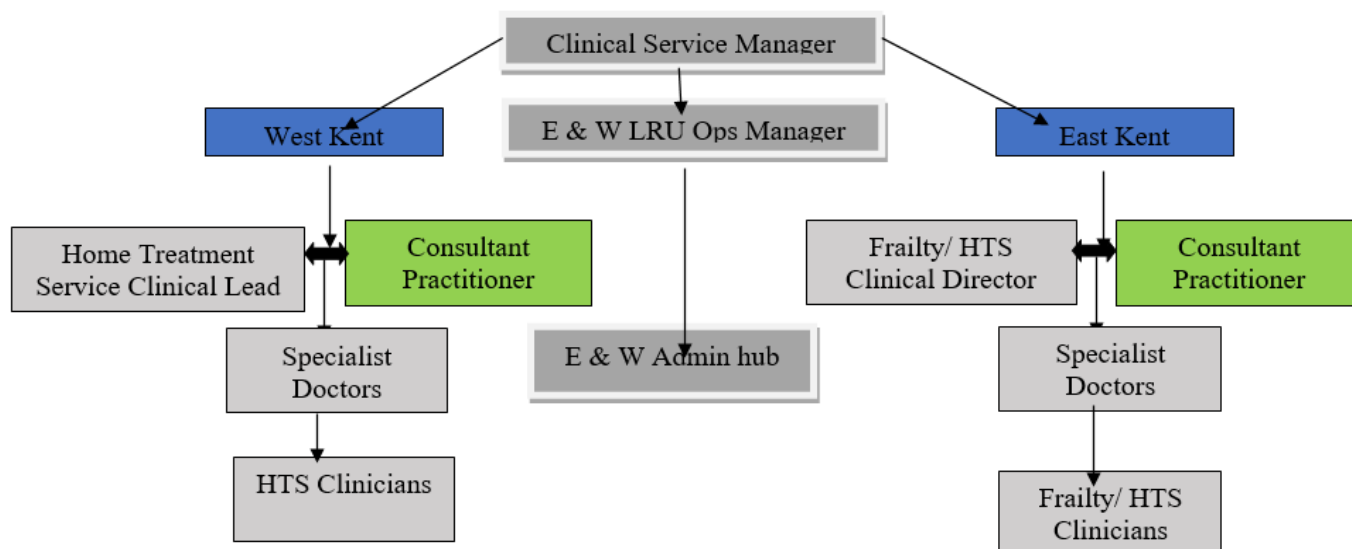 Clinical Service Manager
West Kent
E & W LRU Ops Manager
East Kent
Home Treatment
Service Clinical Lead
Consultant
Practitioner
Frailty/ HTS
Clinical Director
Consultant
Practitioner
Specialist
Doctors
E & W Admin hub
Specialist
Doctors
HTS Clinicians
Frailty/ HTS
Clinicians